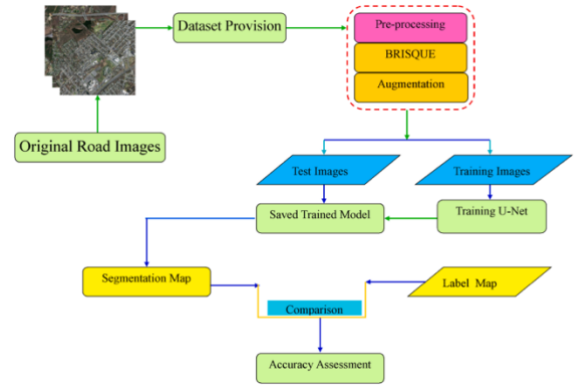 Dataset Provision
Pre-processing
BRISQUE
Augmentation
Original Road Images
Test Images
Training Images
Saved Trained Model
Training U-Net
Segmentation Map
Label Map
Comparison
Accuracy Assessment